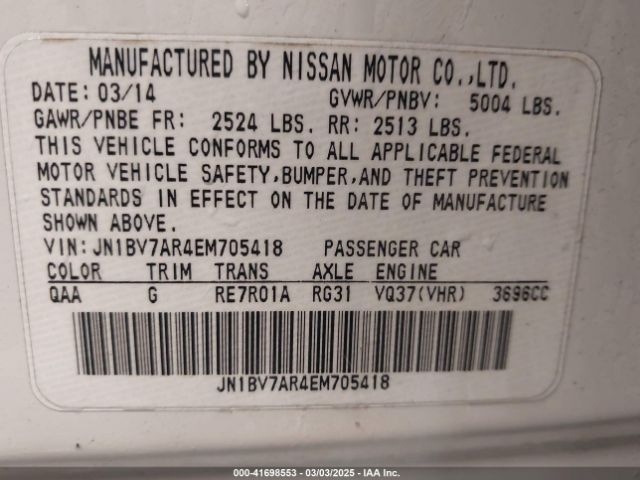 MANUFACTURED BY NISSAN MOTOR CO.,LTD.
DATE: 03/14 GVWR/PNBV: 5004 LBS.
GAWR/PNBE FR: 2524 LBS. RR: 2513 LBS.
THIS VEHICLE CONFORMS TO ALL APPLICABLE FEDERAL
MOTOR VEHICLE SAFETY,BUMPER,AND THEFT PREVENTION
STANDARDS IN EFFECT ON THE DATE OF MANUFACTURE
SHOWN ABOVE.
VIN:JN1BV7AR4EM705418 PASSENGER CAR
COLOR TRIM TRANS AXLE ENGINE
QAA G RE7R01A RG31 VQ37(VHR) 3696CC
JN1BV7AR4EM705418
000-41698553 - 03/03/2025 - IAA Inc.